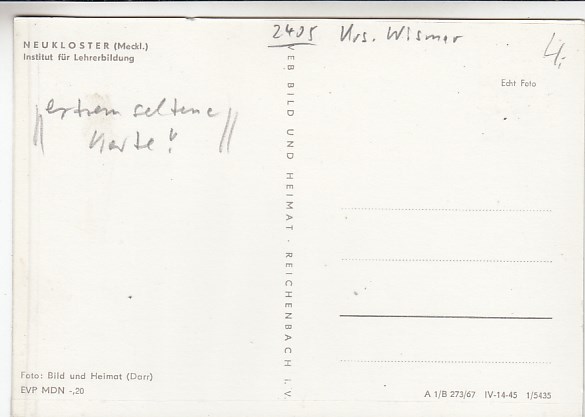 2405 Krs. Wismar
4,-
NEUKLOSTER (Meckl.)
Institut für Lehrerbildung
Echt Foto
extrem seltene
Karte!
VEB BILD UND HEIMAT · REICHENBACH i. V.
Foto: Bild und Heimat (Darr)
EVP MDN -,20
A 1/B 273/67 IV-14-45 1/5435